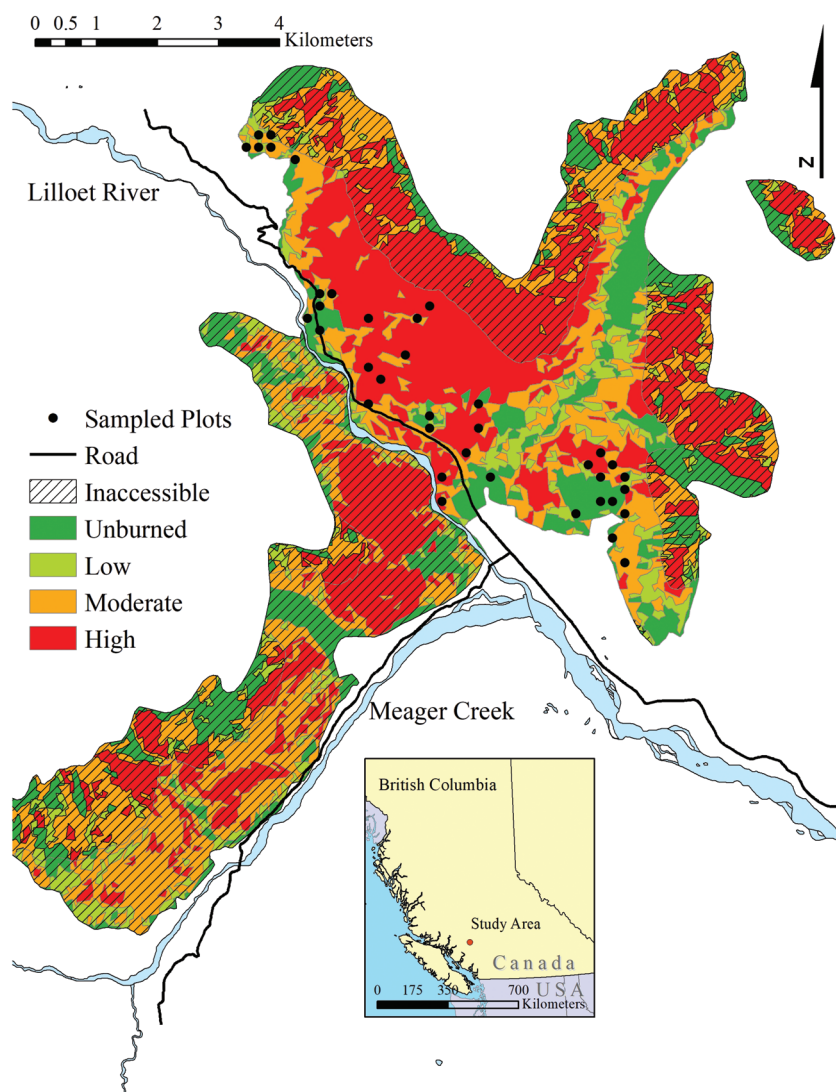 0 0.5 1 2 3 4
Kilometers
N
Lilloet River
Sampled Plots
Road
Inaccessible
Unburned
Low
Moderate
High
Meager Creek
British Columbia
Study Area
Canada
USA
0 175 350 700
Kilometers